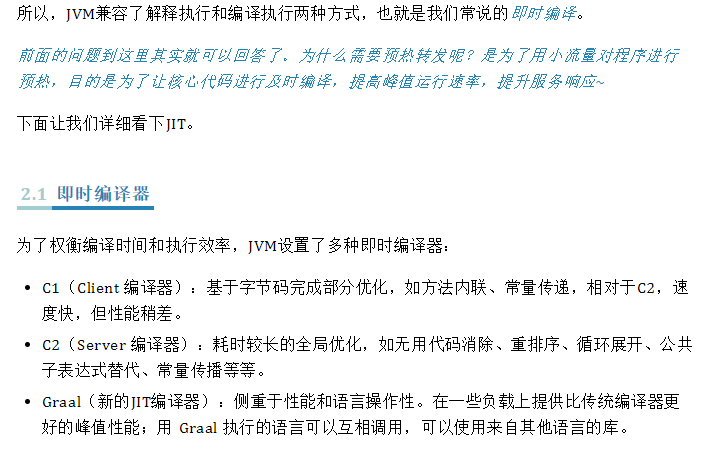 所以，JVM兼容了解释执行和编译执行两种方式，也就是我们常说的即时编译。
前面的问题到这里其实就可以回答了。为什么需要预热转发呢？是为了用小流量对程序进行
预热，目的是为了让核心代码进行及时编译，提高峰值运行速率，提升服务响应~
下面让我们详细看下JIT。
2.1 即时编译器
为了权衡编译时间和执行效率，JVM设置了多种即时编译器：
• C1（Client 编译器）：基于字节码完成部分优化，如方法内联、常量传递，相对于C2，速
度快，但性能稍差。
• C2（Server 编译器）：耗时较长的全局优化，如无用代码消除、重排序、循环展开、公共
子表达式替代、常量传播等等。
• Graal（新的JIT编译器）：侧重于性能和语言操作性。在一些负载上提供比传统编译器更
好的峰值性能；用 Graal 执行的语言可以互相调用，可以使用来自其他语言的库。